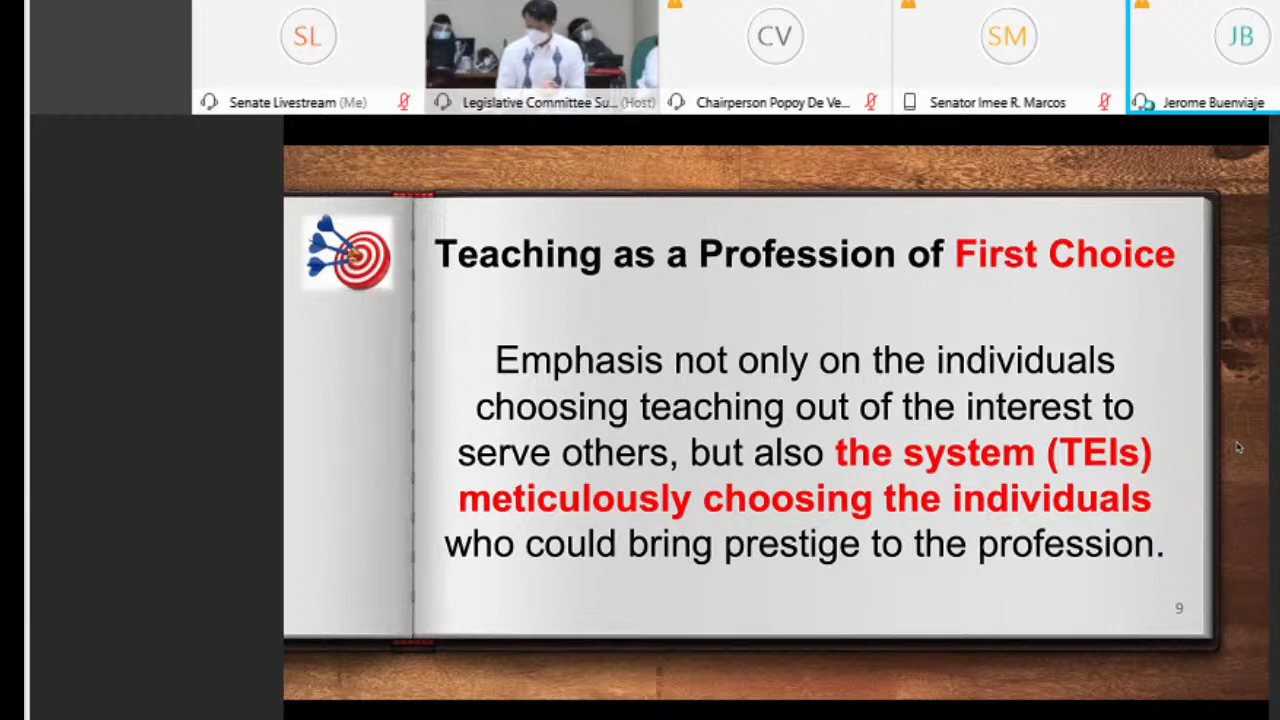 SL
CV
SM
JB
Senate Livestream (Me)
Legislative Committee Su... (Host)
Chairperson Popoy De Ve...
Senator Imee R. Marcos
Jerome Buenviaje
Teaching as a Profession of First Choice
Emphasis not only on the individuals
choosing teaching out of the interest to
serve others, but also the system (TEIs)
meticulously choosing the individuals
who could bring prestige to the profession.
9